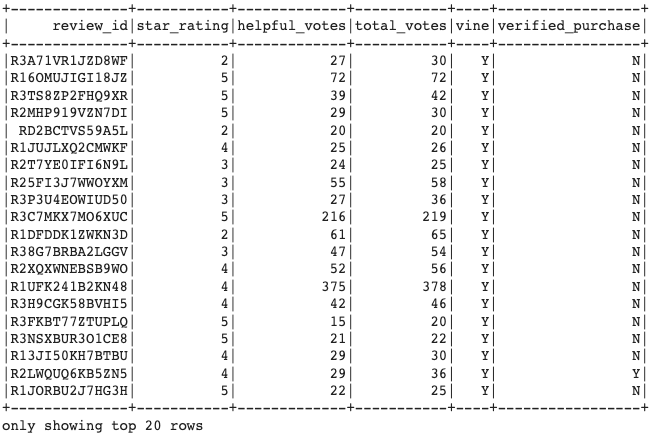 +--------------+-----------+-------------+-----------+----+-----------------+
|     review_id|star_rating|helpful_votes|total_votes|vine|verified_purchase|
+--------------+-----------+-------------+-----------+----+-----------------+
|R3A71VR1JZD8WF|          2|           27|         30|   Y|                N|
|R16OMUJIGI18JZ|          5|           72|         72|   Y|                N|
|R3TS8ZP2FHQ9XR|          5|           39|         42|   Y|                N|
|R2MHP919VZN7DI|          5|           29|         30|   Y|                N|
| RD2BCTVS59A5L|          2|           20|         20|   Y|                N|
|R1JUJLXQ2CMWKF|          4|           25|         26|   Y|                N|
|R2T7YE0IFI6N9L|          3|           24|         25|   Y|                N|
|R25FI3J7WWOYXM|          3|           55|         58|   Y|                N|
|R3P3U4EOWIUD50|          3|           27|         36|   Y|                N|
|R3C7MKX7MO6XUC|          5|          216|        219|   Y|                N|
|R1DFDDK1ZWKN3D|          2|           61|         65|   Y|                N|
|R38G7BRBA2LGGV|          3|           47|         54|   Y|                N|
|R2XQXWNEBSB9WO|          4|           52|         56|   Y|                N|
|R1UFK241B2KN48|          4|          375|        378|   Y|                N|
|R3H9CGK58BVHI5|          4|           42|         46|   Y|                N|
|R3FKBT77ZTUPLQ|          5|           15|         20|   Y|                N|
|R3NSXBUR3O1CE8|          5|           21|         22|   Y|                N|
|R13JI50KH7BTBU|          4|           29|         30|   Y|                N|
|R2LWQUQ6KB5ZN5|          4|           29|         36|   Y|                Y|
|R1JORBU2J7HG3H|          5|           22|         25|   Y|                N|
+--------------+-----------+-------------+-----------+----+-----------------+
only showing top 20 rows